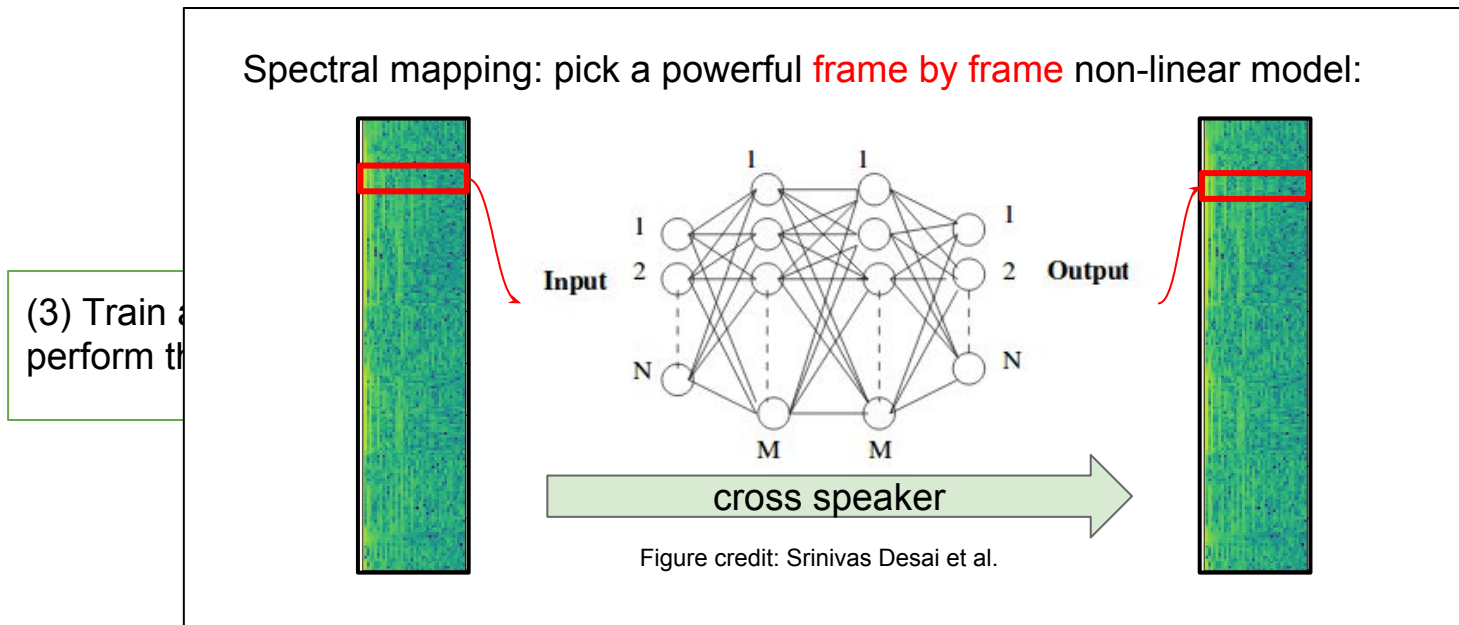 Spectral mapping: pick a powerful frame by frame non-linear model:
1 1
1 1
Input 2 2 Output
(3) Train
perform
N N
M M
cross speaker
Figure credit: Srinivas Desai et al.